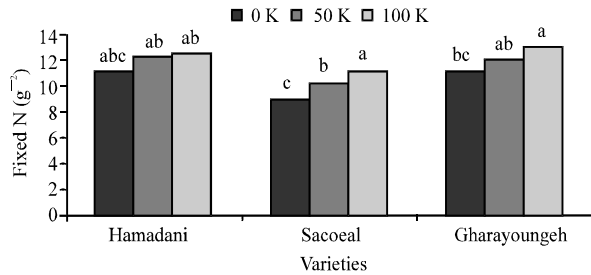 0 K 50 K 100 K
14
12
10
8
6
4
2
0
Fixed N (g⁻²)
abc ab ab
c b a
bc ab a
Hamadani Sacoeal Gharayoungeh
Varieties